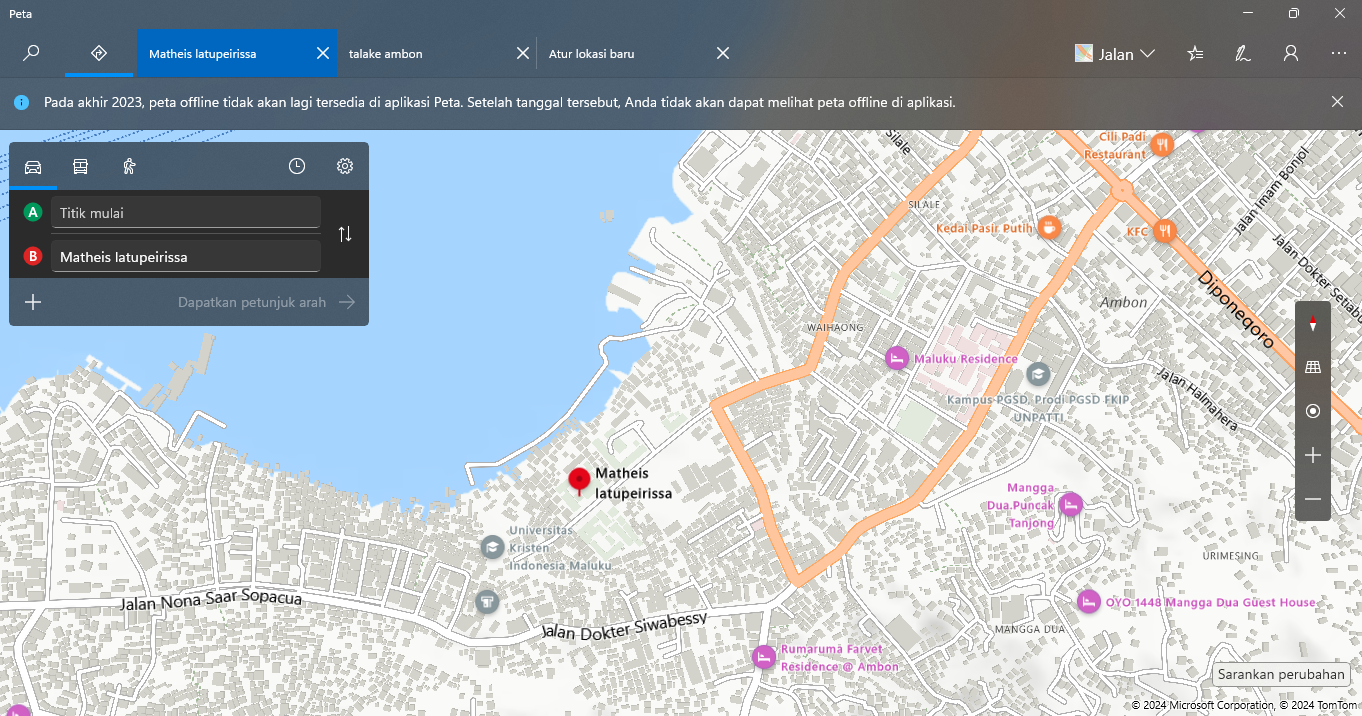 Peta
Matheis latupeirissa
talake ambon
Atur lokasi baru
Jalan
Pada akhir 2023, peta offline tidak akan lagi tersedia di aplikasi Peta. Setelah tanggal tersebut, Anda tidak akan dapat melihat peta offline di aplikasi.
A
Titik mulai
B
Matheis latupeirissa
Dapatkan petunjuk arah
Silale
Cili Padi
Restaurant
Jalan Imam Bonjol
SILALE
Kedai Pasir Putih
KFC
Jalan Dokter Setiabu
Diponegoro
Ambon
WAIHAONG
Maluku Residence
Kampus PGSD, Prodi PGSD FKIP
UNPATTI
Jalan Halmahera
Matheis
latupeirissa
Mangga
Dua.Puncak
Tanjong
Universitas
Kristen
Indonesia Maluku
URIMESING
Jalan Nona Saar Sopacua
OYO 1448 Mangga Dua Guest House
Jalan Dokter Siwabessy
MANGGA DUA
Rumaruma Farvet
Residence @ Ambon
Sarankan perubahan
© 2024 Microsoft Corporation, © 2024 TomTom